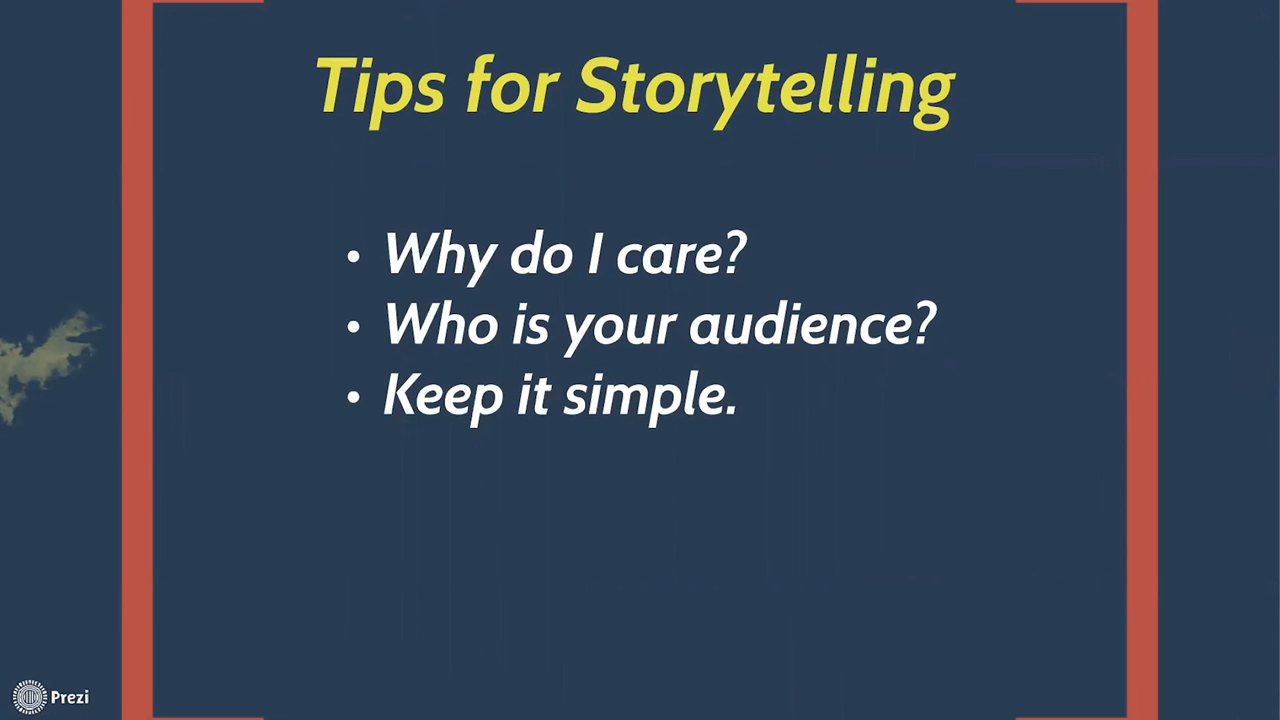 Tips for Storytelling
• Why do I care?
• Who is your audience?
• Keep it simple.
Prezi